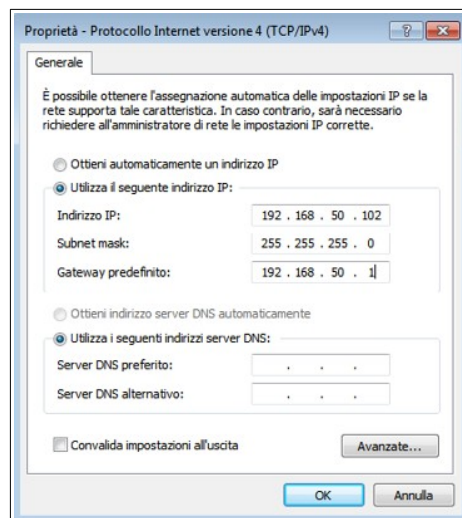 Proprietà - Protocollo Internet versione 4 (TCP/IPv4)
Generale
È possibile ottenere l'assegnazione automatica delle impostazioni IP se la
rete supporta tale caratteristica. In caso contrario, sarà necessario
richiedere all'amministratore di rete le impostazioni IP corrette.
Ottieni automaticamente un indirizzo IP
Utilizza il seguente indirizzo IP:
Indirizzo IP: 192 . 168 . 50 . 102
Subnet mask: 255 . 255 . 255 . 0
Gateway predefinito: 192 . 168 . 50 . 1
Ottieni indirizzo server DNS automaticamente
Utilizza i seguenti indirizzi server DNS:
Server DNS preferito: . . .
Server DNS alternativo: . . .
Convalida impostazioni all'uscita
Avanzate...
OK Annulla